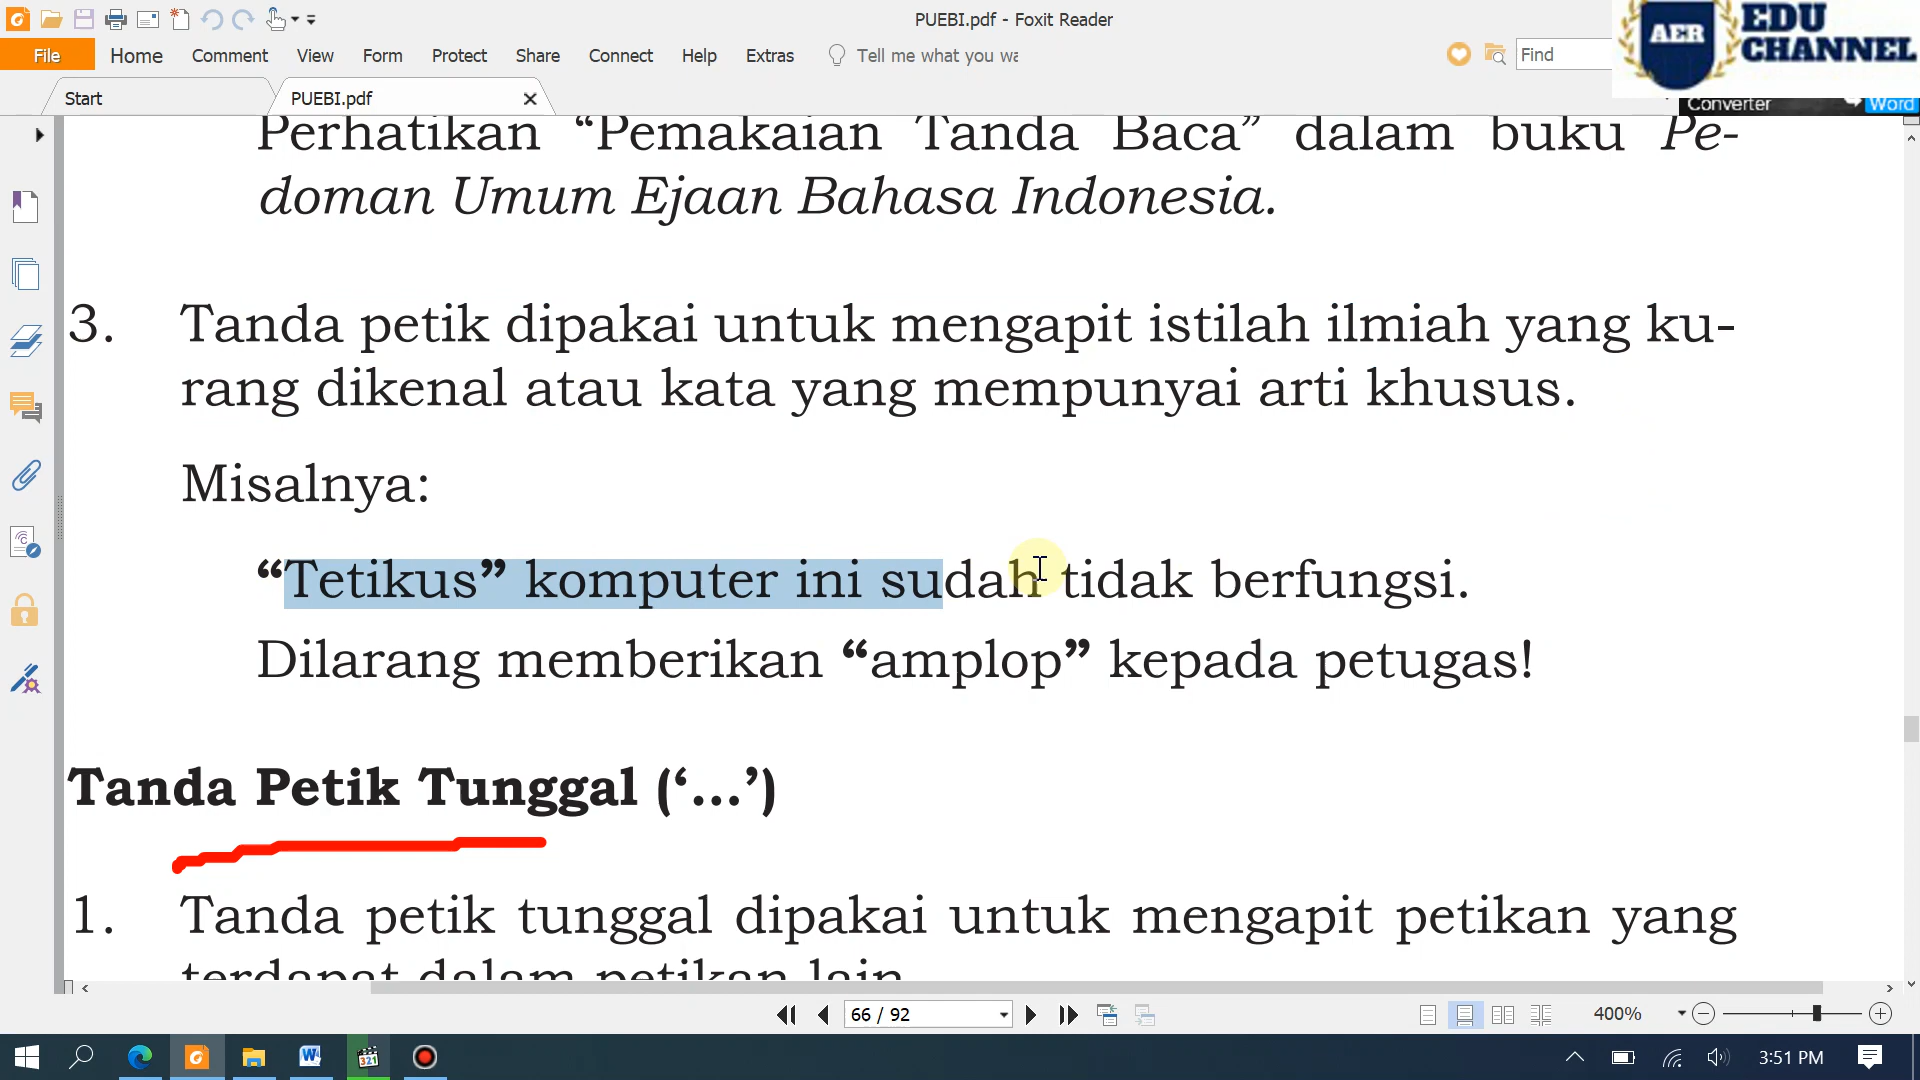 PUEBI.pdf - Foxit Reader
AER EDU CHANNEL
File Home Comment View Form Protect Share Connect Help Extras Tell me what you wa Find
Converter Word
Start PUEBI.pdf
Perhatikan “Pemakaian Tanda Baca” dalam buku Pe-
doman Umum Ejaan Bahasa Indonesia.
3. Tanda petik dipakai untuk mengapit istilah ilmiah yang ku-
rang dikenal atau kata yang mempunyai arti khusus.
Misalnya:
“Tetikus” komputer ini sudah tidak berfungsi.
Dilarang memberikan “amplop” kepada petugas!
Tanda Petik Tunggal (‘...’)
1. Tanda petik tunggal dipakai untuk mengapit petikan yang
terdapat dalam petikan lain
66 / 92 400%
3:51 PM